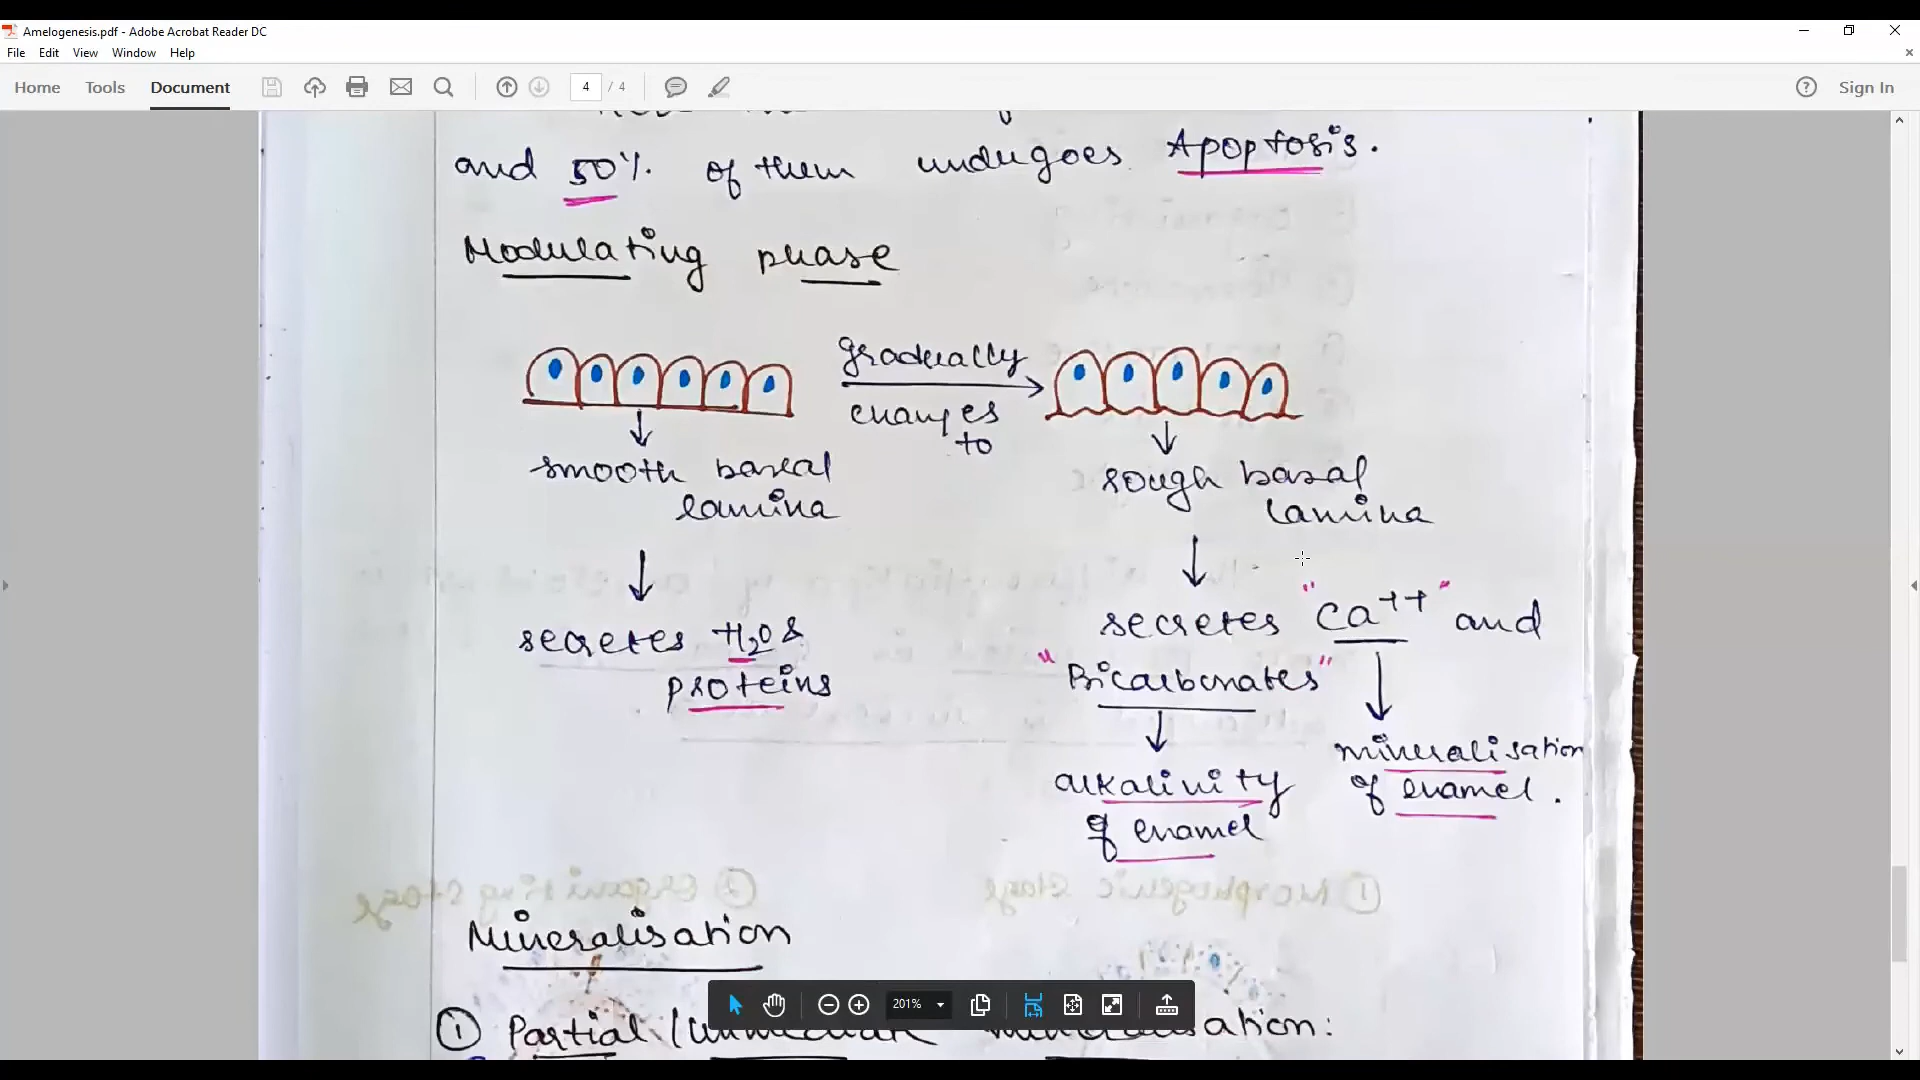 Amelogenesis.pdf - Adobe Acrobat Reader DC
File Edit View Window Help
Home Tools Document 4 / 4 Sign In
and 50% of them undergoes Apoptosis.
Modulating phase
gradually
changes
to
smooth basal
lamina
rough basal
lamina
secretes H2O &
proteins
secretes "Ca++" and
"Bicarbonates"
alkalinity
of enamel
mineralisation
of enamel.
Mineralisation
201%
① Partial /